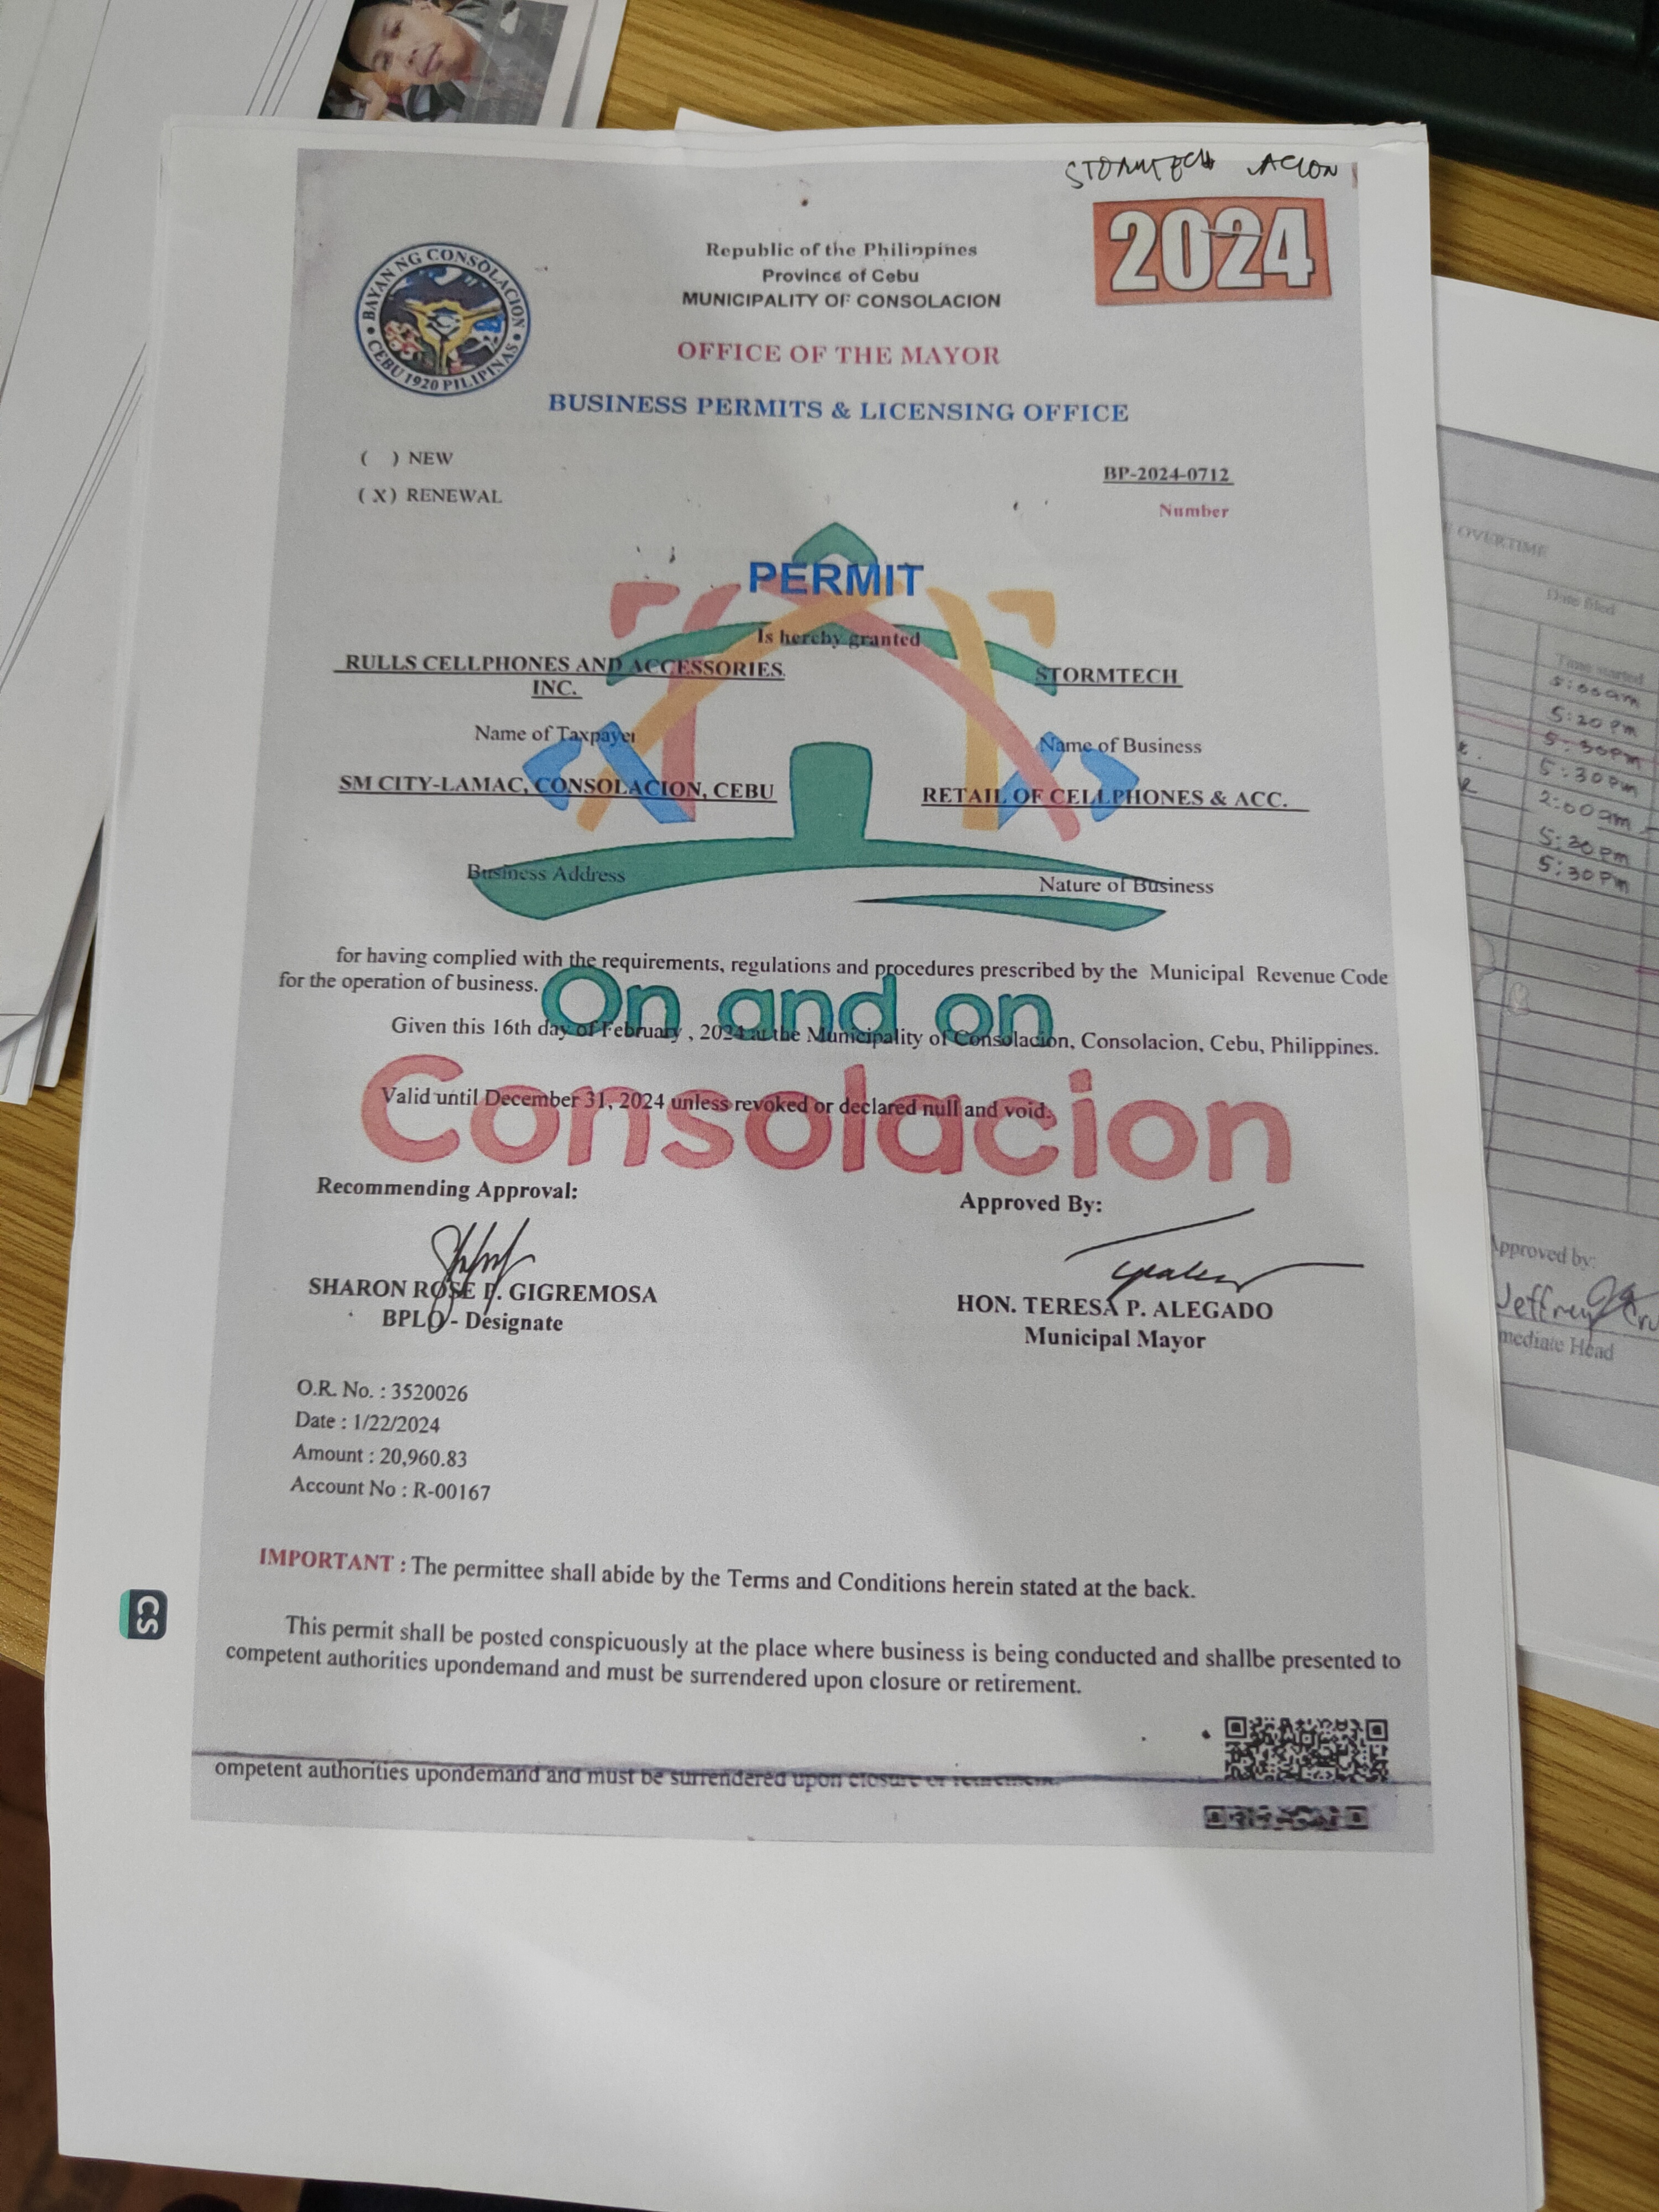 STORMTECH ACION
2024
BAYAN NG CONSOLACION
CEBU 1920 PILIPINAS
Republic of the Philippines
Province of Cebu
MUNICIPALITY OF CONSOLACION
OFFICE OF THE MAYOR
BUSINESS PERMITS & LICENSING OFFICE
( ) NEW
(X) RENEWAL
BP-2024-0712
Number
PERMIT
Is hereby granted
RULLS CELLPHONES AND ACCESSORIES
INC.
STORMTECH
Name of Taxpayer
Name of Business
SM CITY-LAMAC, CONSOLACION, CEBU
RETAIL OF CELLPHONES & ACC.
Business Address
Nature of Business
for having complied with the requirements, regulations and procedures prescribed by the Municipal Revenue Code
for the operation of business.
On and on
Given this 16th day of February , 2024 at the Municipality of Consolacion, Consolacion, Cebu, Philippines.
Consolacion
Valid until December 31, 2024 unless revoked or declared null and void.
Recommending Approval:
Approved By:
SHARON ROSE P. GIGREMOSA
BPLO - Designate
HON. TERESA P. ALEGADO
Municipal Mayor
O.R. No. : 3520026
Date : 1/22/2024
Amount : 20,960.83
Account No : R-00167
IMPORTANT : The permittee shall abide by the Terms and Conditions herein stated at the back.
This permit shall be posted conspicuously at the place where business is being conducted and shallbe presented to
competent authorities upondemand and must be surrendered upon closure or retirement.
ompetent authorities upondemand and must be surrendered upon closure or retirement.
CS
OVERTIME
Date filed
Time started
5:00am
5:20 pm
5:30pm
5:30pm
2:00am
5:20 pm
5:30 pm
Approved by:
Jeffrey
mediate Head